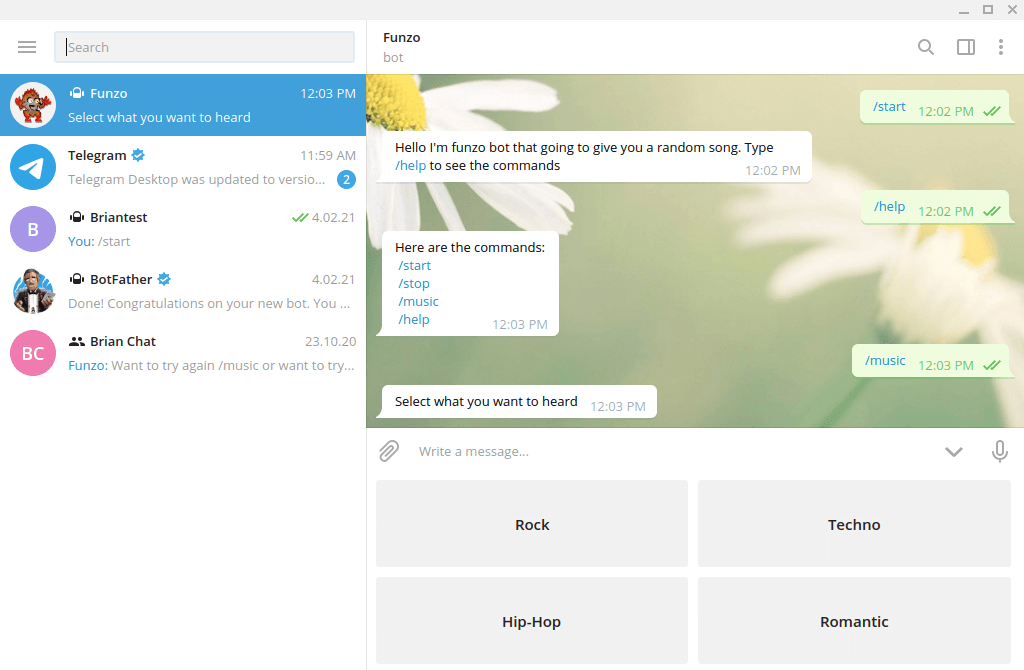 Search
Funzo
12:03 PM
Select what you want to heard
Telegram
11:59 AM
Telegram Desktop was updated to versio...
2
B
Briantest
4.02.21
You: /start
BotFather
4.02.21
Done! Congratulations on your new bot. You ...
BC
Brian Chat
23.10.20
Funzo: Want to try again /music or want to try...
Funzo
bot
/start 12:02 PM
Hello I'm funzo bot that going to give you a random song. Type
/help to see the commands
12:02 PM
/help 12:02 PM
Here are the commands:
/start
/stop
/music
/help
12:03 PM
/music 12:03 PM
Select what you want to heard 12:03 PM
Write a message...
Rock
Techno
Hip-Hop
Romantic